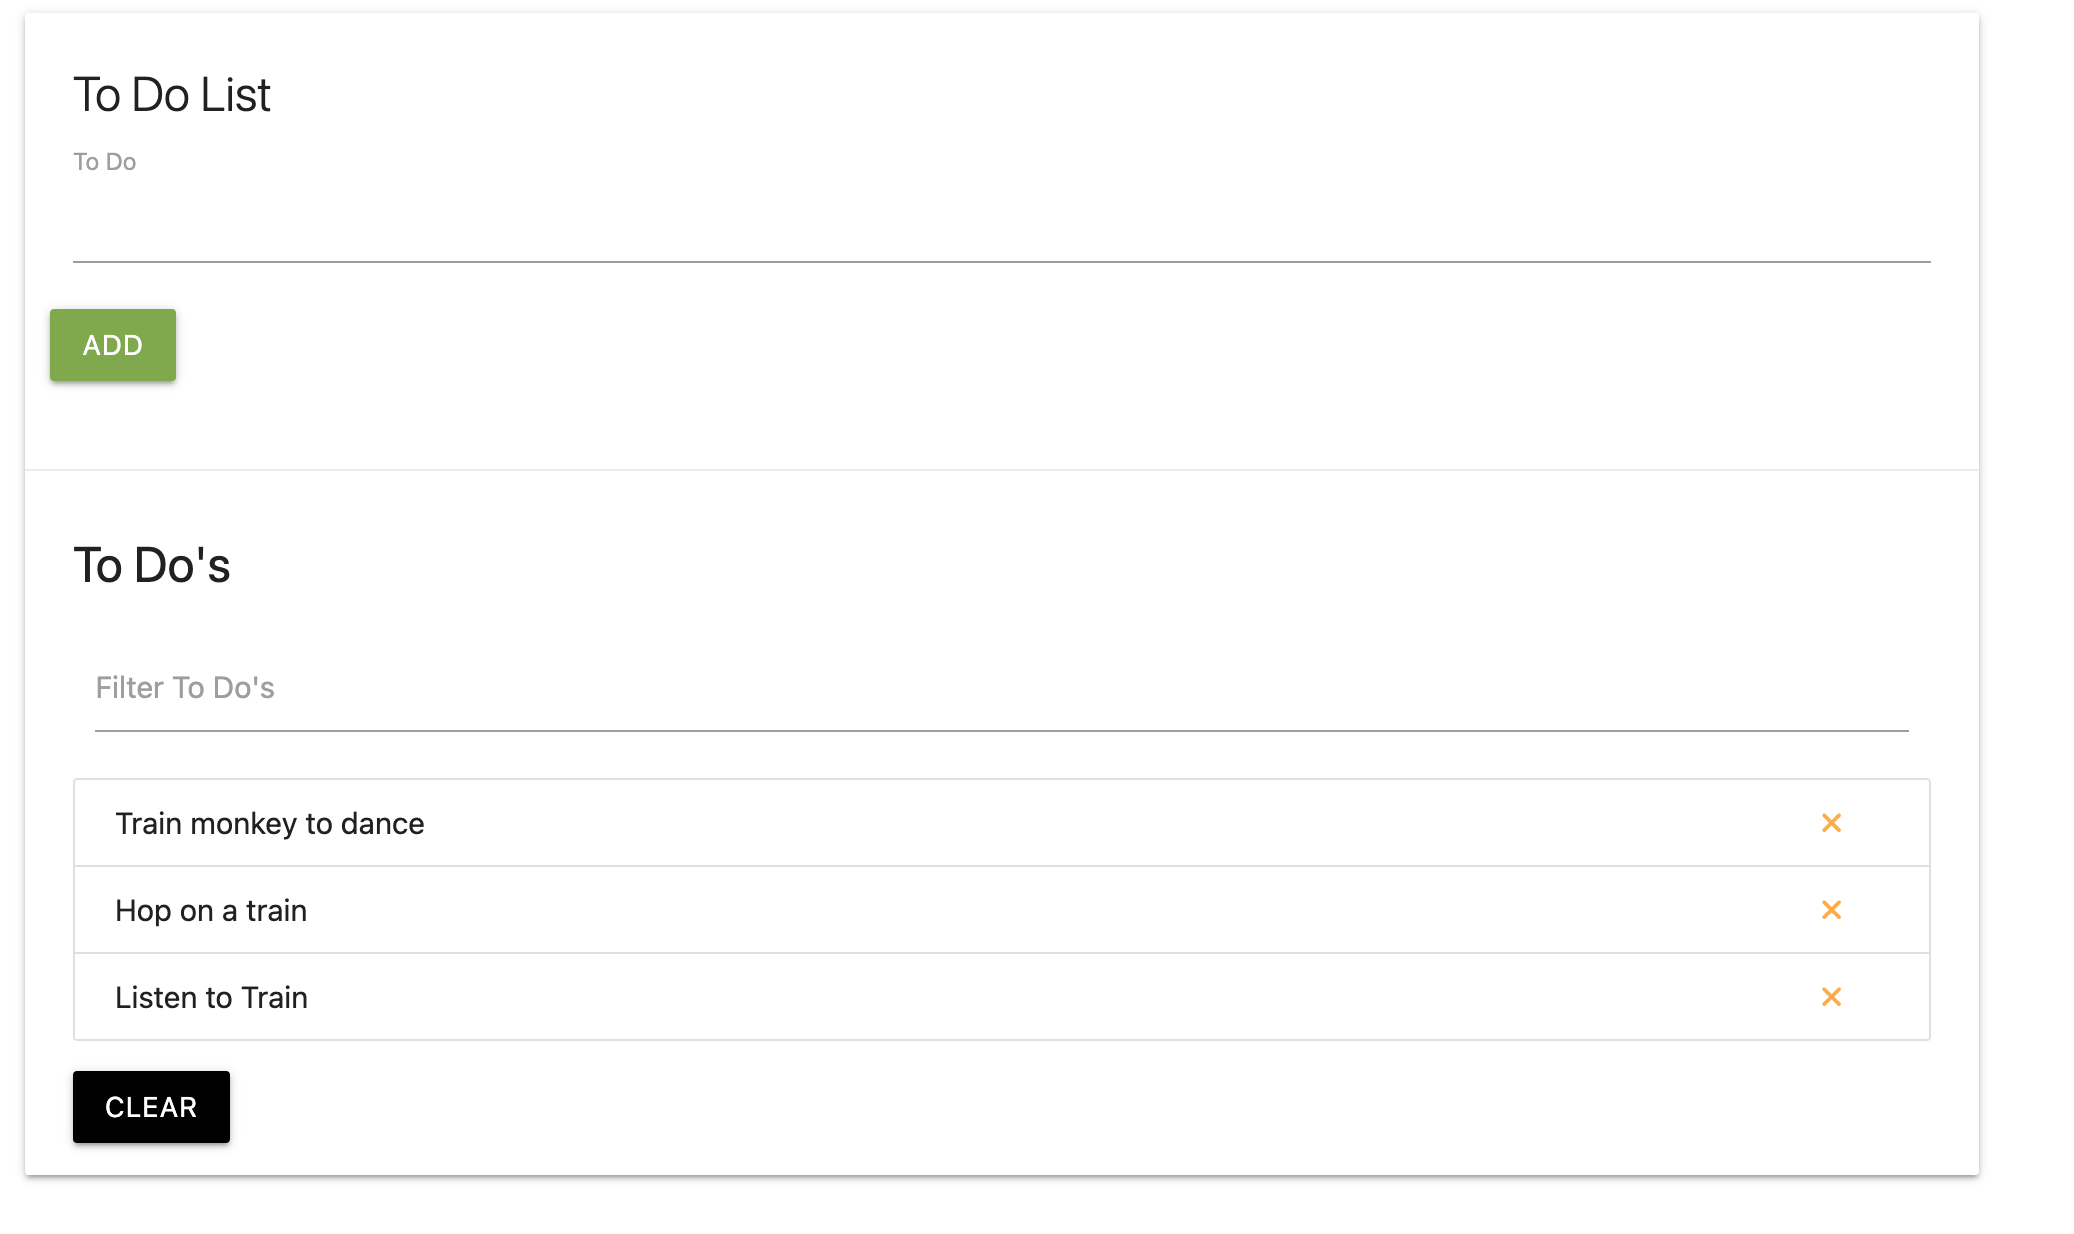 To Do List
To Do
ADD
To Do's
Filter To Do's
Train monkey to dance
Hop on a train
Listen to Train
CLEAR